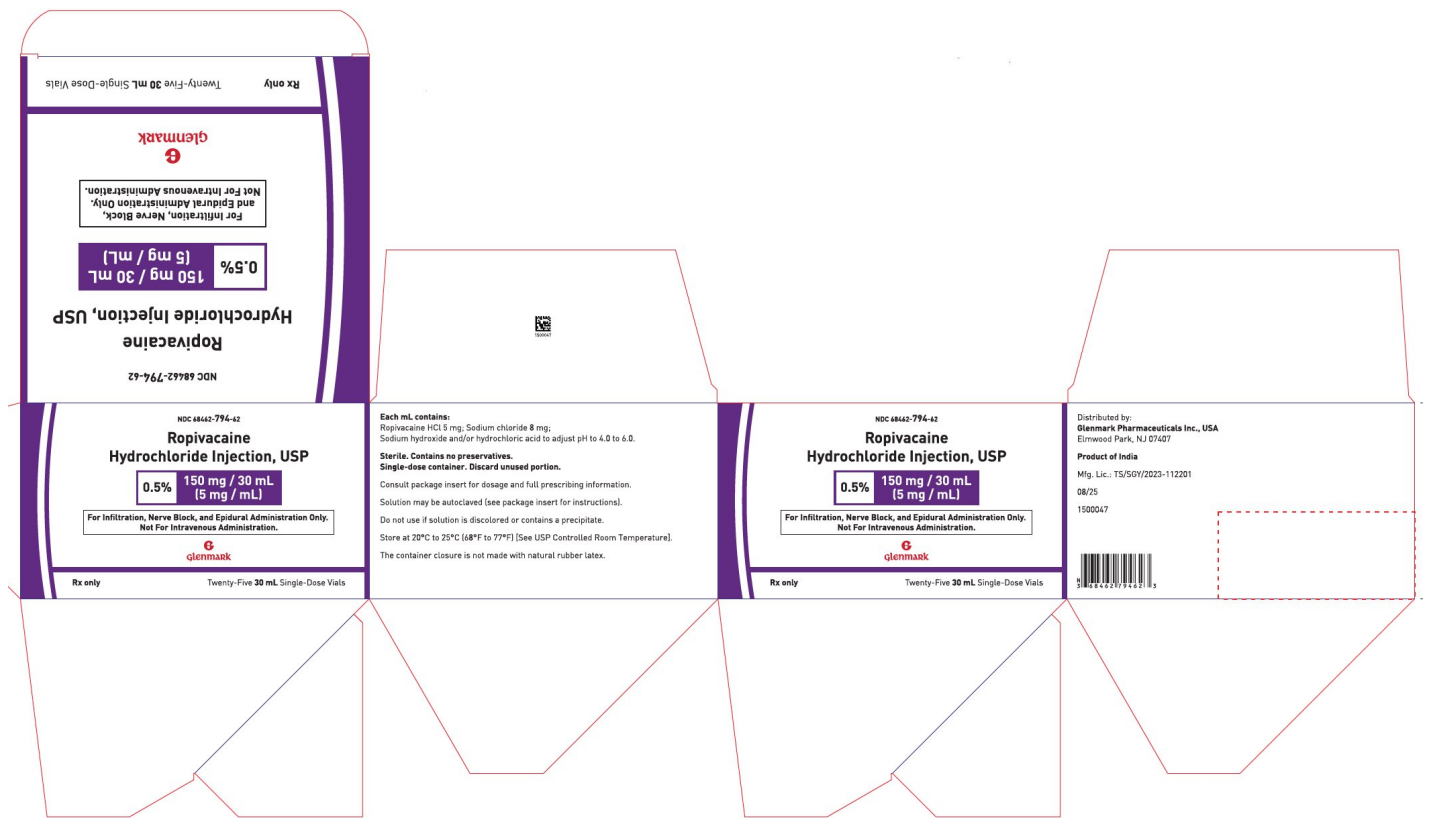 Rx only Twenty-Five 30 mL Single-Dose Vials
Glenmark
For Infiltration, Nerve Block,
and Epidural Administration Only.
Not For Intravenous Administration.
0.5%
150 mg / 30 mL
(5 mg / mL)
Ropivacaine
Hydrochloride Injection, USP
NDC 68462-794-62
1500047
NDC 68462-794-62
Ropivacaine
Hydrochloride Injection, USP
0.5%
150 mg / 30 mL
(5 mg / mL)
For Infiltration, Nerve Block, and Epidural Administration Only.
Not For Intravenous Administration.
Glenmark
Rx only Twenty-Five 30 mL Single-Dose Vials
Each mL contains:
Ropivacaine HCl 5 mg; Sodium chloride 8 mg;
Sodium hydroxide and/or hydrochloric acid to adjust pH to 4.0 to 6.0.
Sterile. Contains no preservatives.
Single-dose container. Discard unused portion.
Consult package insert for dosage and full prescribing information.
Solution may be autoclaved (see package insert for instructions).
Do not use if solution is discolored or contains a precipitate.
Store at 20°C to 25°C (68°F to 77°F) [See USP Controlled Room Temperature].
The container closure is not made with natural rubber latex.
NDC 68462-794-62
Ropivacaine
Hydrochloride Injection, USP
0.5%
150 mg / 30 mL
(5 mg / mL)
For Infiltration, Nerve Block, and Epidural Administration Only.
Not For Intravenous Administration.
Glenmark
Rx only Twenty-Five 30 mL Single-Dose Vials
Distributed by:
Glenmark Pharmaceuticals Inc., USA
Elmwood Park, NJ 07407
Product of India
Mfg. Lic.: TS/SGY/2023-112201
08/25
1500047
N
3 68462 79462 3